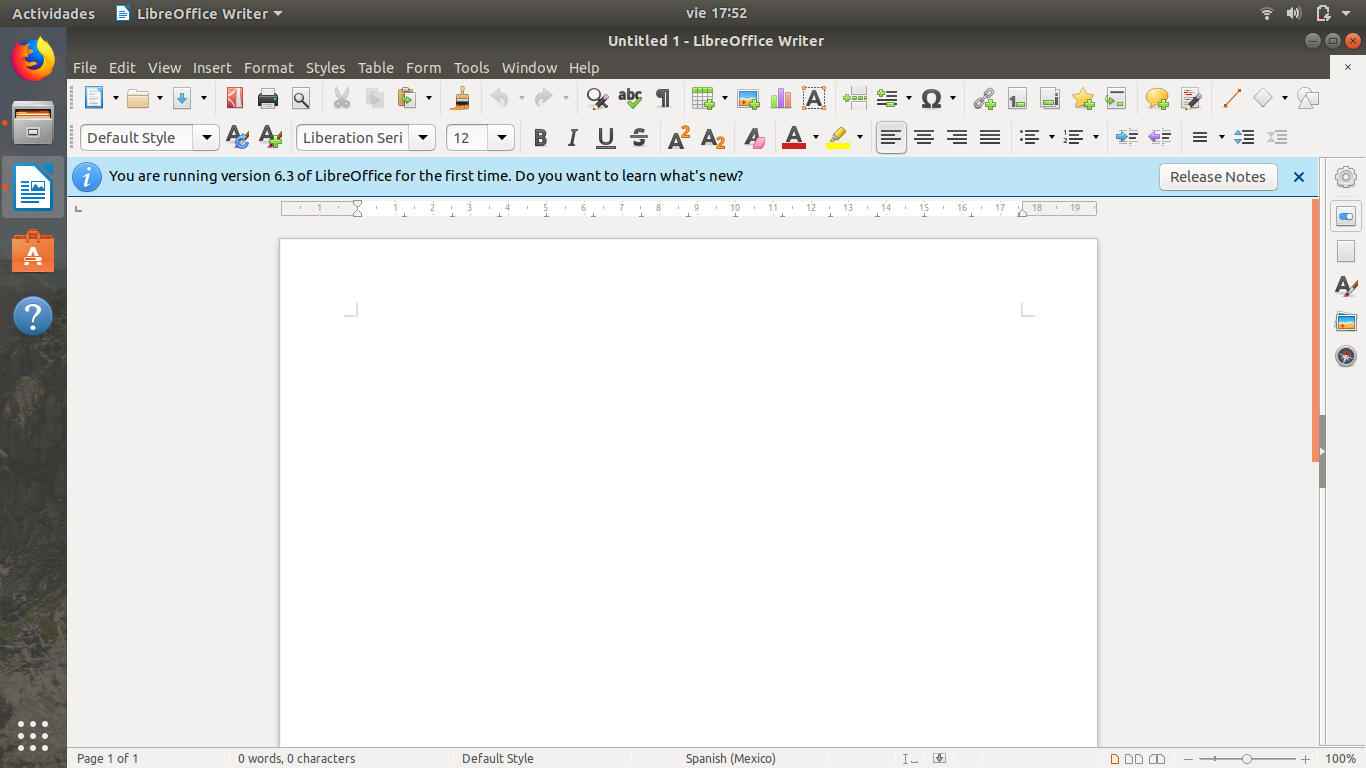 Actividades LibreOffice Writer vie 17:52
Untitled 1 - LibreOffice Writer
File Edit View Insert Format Styles Table Form Tools Window Help
Default Style Liberation Seri 12
You are running version 6.3 of LibreOffice for the first time. Do you want to learn what's new? Release Notes
1 1 2 3 4 5 6 7 8 9 10 11 12 13 14 15 16 17 18 19
Page 1 of 1 0 words, 0 characters Default Style Spanish (Mexico) 100%